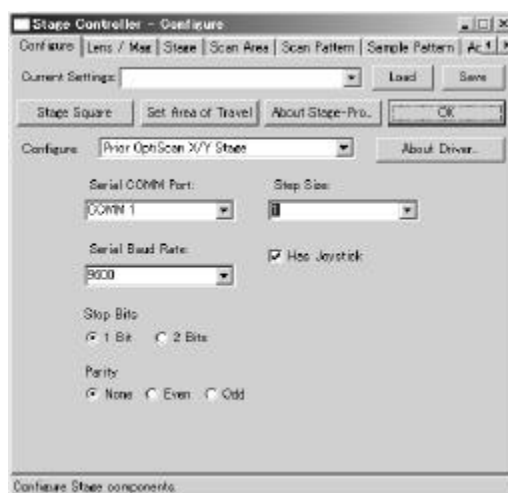 Stage Controller - Configure
Configure Lens / Mag Stage Scan Area Scan Pattern Sample Pattern Ac
Current Settings: Load Save
Stage Square Set Area of Travel About Stage-Pro.. OK
Configure: Prior OptiScan X/Y Stage About Driver..
Serial COMM Port: Step Size:
COMM 1 1
Serial Baud Rate: Has Joystick
9600
Stop Bits
1 Bit 2 Bits
Parity
None Even Odd
Configure Stage components.